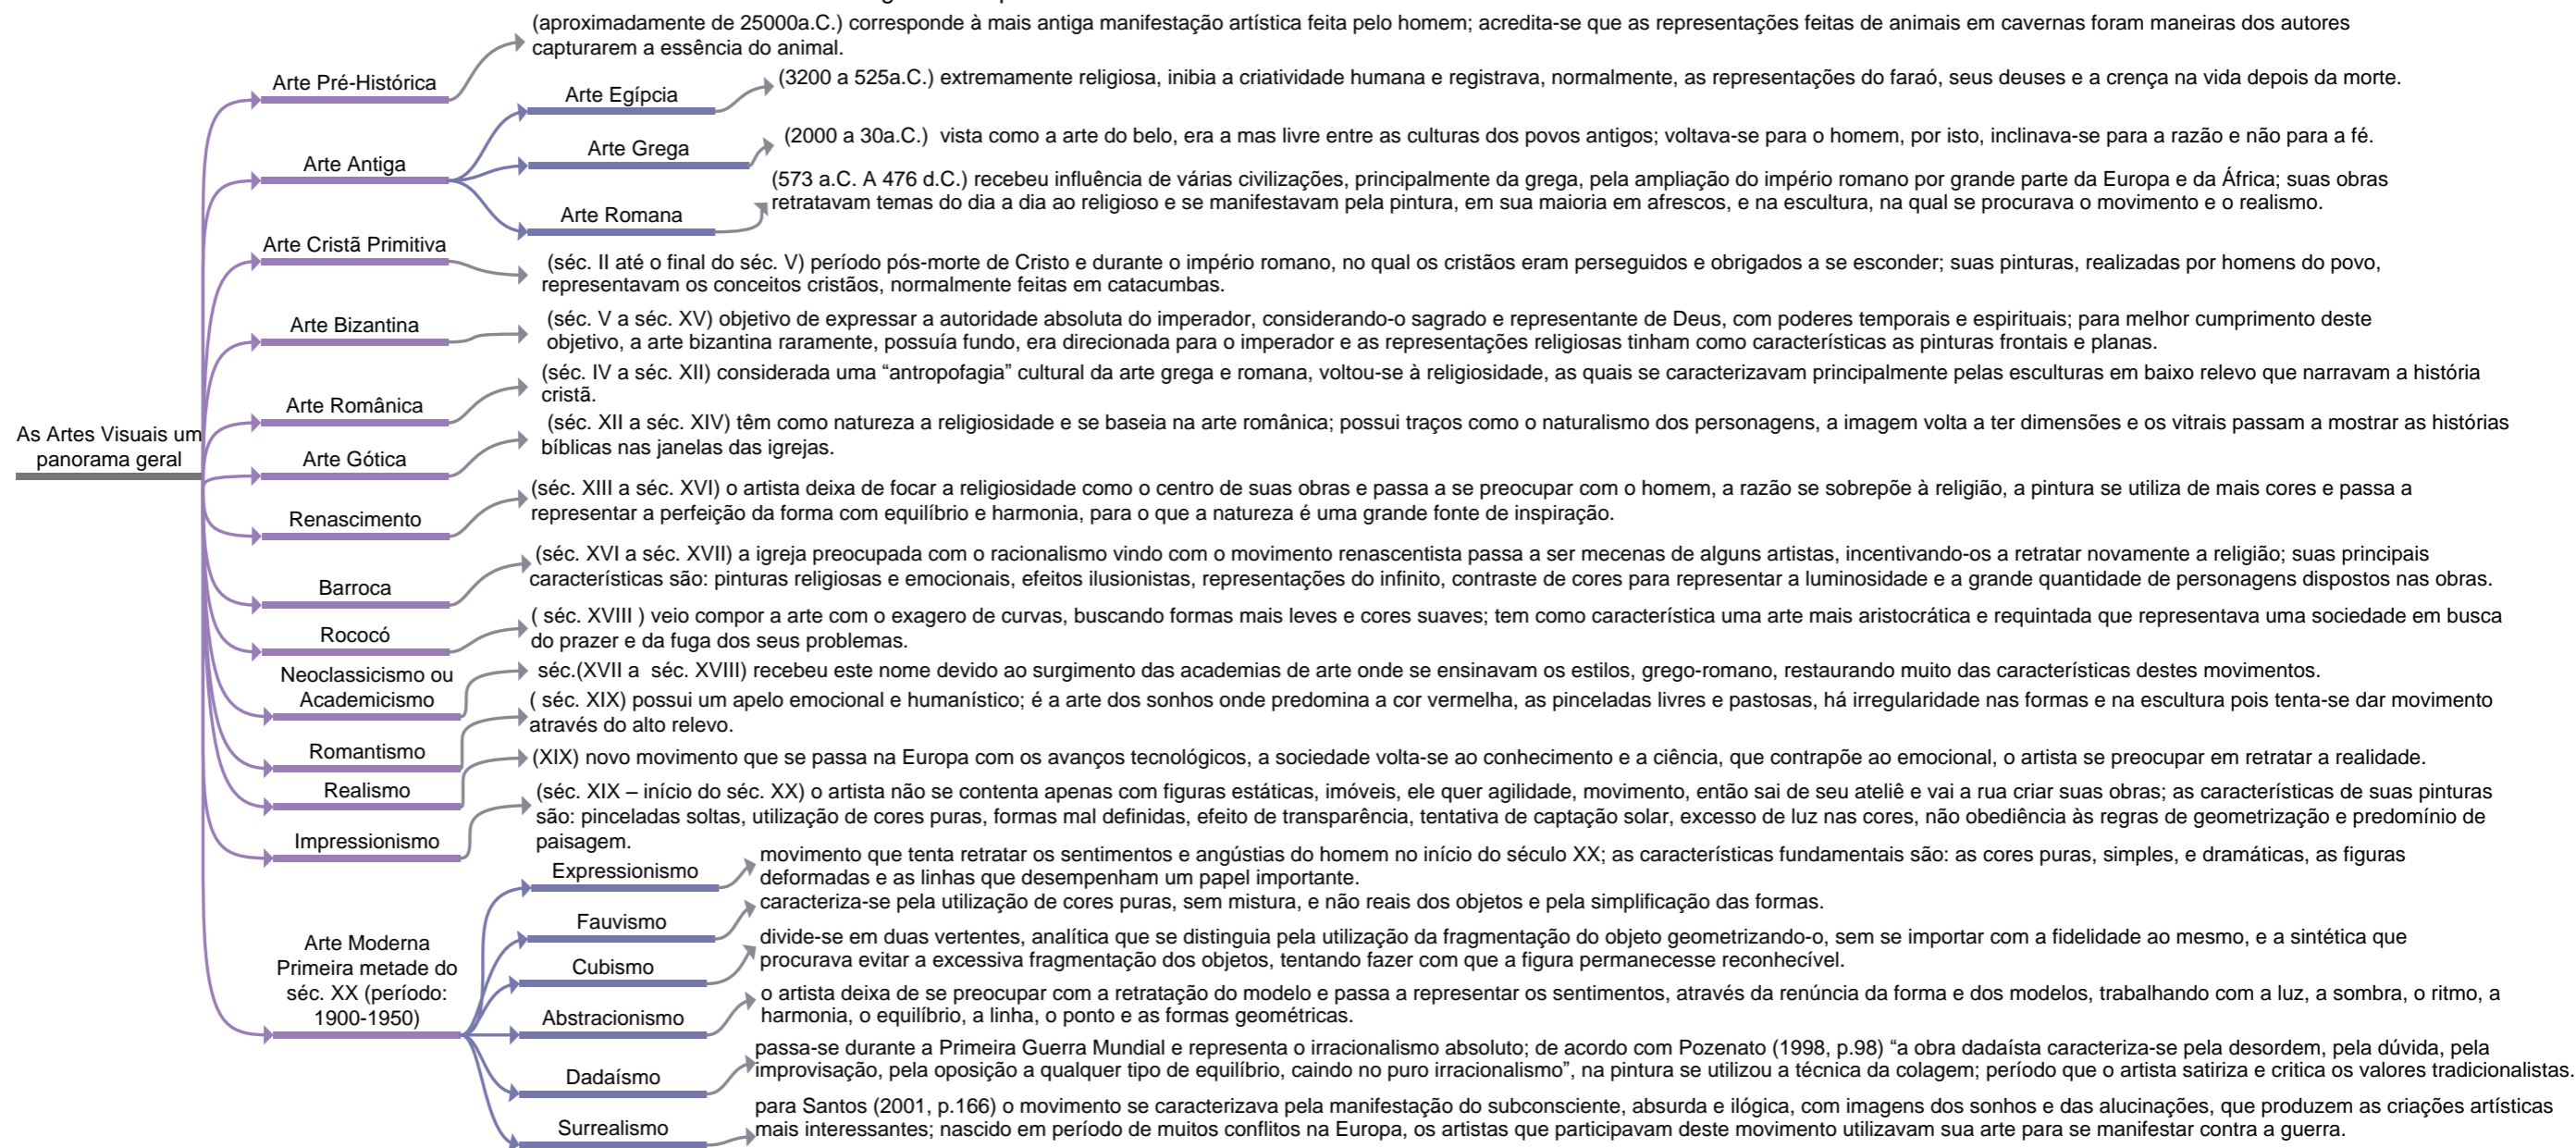 (aproximadamente de 25000a.C.) corresponde à mais antiga manifestação artística feita pelo homem; acredita-se que as representações feitas de animais em cavernas foram maneiras dos autores
capturarem a essência do animal.
Arte Pré-Histórica
(3200 a 525a.C.) extremamente religiosa, inibia a criatividade humana e registrava, normalmente, as representações do faraó, seus deuses e a crença na vida depois da morte.
Arte Egípcia
(2000 a 30a.C.) vista como a arte do belo, era a mas livre entre as culturas dos povos antigos; voltava-se para o homem, por isto, inclinava-se para a razão e não para a fé.
Arte Grega
Arte Antiga
(573 a.C. A 476 d.C.) recebeu influência de várias civilizações, principalmente da grega, pela ampliação do império romano por grande parte da Europa e da África; suas obras
retratavam temas do dia a dia ao religioso e se manifestavam pela pintura, em sua maioria em afrescos, e na escultura, na qual se procurava o movimento e o realismo.
Arte Romana
Arte Cristã Primitiva
(séc. II até o final do séc. V) período pós-morte de Cristo e durante o império romano, no qual os cristãos eram perseguidos e obrigados a se esconder; suas pinturas, realizadas por homens do povo,
representavam os conceitos cristãos, normalmente feitas em catacumbas.
Arte Bizantina
(séc. V a séc. XV) objetivo de expressar a autoridade absoluta do imperador, considerando-o sagrado e representante de Deus, com poderes temporais e espirituais; para melhor cumprimento deste
objetivo, a arte bizantina raramente, possuía fundo, era direcionada para o imperador e as representações religiosas tinham como características as pinturas frontais e planas.
(séc. IV a séc. XII) considerada uma “antropofagia” cultural da arte grega e romana, voltou-se à religiosidade, as quais se caracterizavam principalmente pelas esculturas em baixo relevo que narravam a história
cristã.
Arte Românica
(séc. XII a séc. XIV) têm como natureza a religiosidade e se baseia na arte românica; possui traços como o naturalismo dos personagens, a imagem volta a ter dimensões e os vitrais passam a mostrar as histórias
bíblicas nas janelas das igrejas.
As Artes Visuais um
panorama geral
Arte Gótica
(séc. XIII a séc. XVI) o artista deixa de focar a religiosidade como o centro de suas obras e passa a se preocupar com o homem, a razão se sobrepõe à religião, a pintura se utiliza de mais cores e passa a
representar a perfeição da forma com equilíbrio e harmonia, para o que a natureza é uma grande fonte de inspiração.
Renascimento
(séc. XVI a séc. XVII) a igreja preocupada com o racionalismo vindo com o movimento renascentista passa a ser mecenas de alguns artistas, incentivando-os a retratar novamente a religião; suas principais
características são: pinturas religiosas e emocionais, efeitos ilusionistas, representações do infinito, contraste de cores para representar a luminosidade e a grande quantidade de personagens dispostos nas obras.
Barroca
( séc. XVIII ) veio compor a arte com o exagero de curvas, buscando formas mais leves e cores suaves; tem como característica uma arte mais aristocrática e requintada que representava uma sociedade em busca
do prazer e da fuga dos seus problemas.
Rococó
séc.(XVII a séc. XVIII) recebeu este nome devido ao surgimento das academias de arte onde se ensinavam os estilos, grego-romano, restaurando muito das características destes movimentos.
Neoclassicismo ou
Academicismo
( séc. XIX) possui um apelo emocional e humanístico; é a arte dos sonhos onde predomina a cor vermelha, as pinceladas livres e pastosas, há irregularidade nas formas e na escultura pois tenta-se dar movimento
através do alto relevo.
Romantismo
(XIX) novo movimento que se passa na Europa com os avanços tecnológicos, a sociedade volta-se ao conhecimento e a ciência, que contrapõe ao emocional, o artista se preocupar em retratar a realidade.
Realismo
(séc. XIX – início do séc. XX) o artista não se contenta apenas com figuras estáticas, imóveis, ele quer agilidade, movimento, então sai de seu ateliê e vai a rua criar suas obras; as características de suas pinturas
são: pinceladas soltas, utilização de cores puras, formas mal definidas, efeito de transparência, tentativa de captação solar, excesso de luz nas cores, não obediência às regras de geometrização e predomínio de
paisagem.
Impressionismo
movimento que tenta retratar os sentimentos e angústias do homem no início do século XX; as características fundamentais são: as cores puras, simples, e dramáticas, as figuras
deformadas e as linhas que desempenham um papel importante.
Expressionismo
caracteriza-se pela utilização de cores puras, sem mistura, e não reais dos objetos e pela simplificação das formas.
Fauvismo
Arte Moderna
Primeira metade do
séc. XX (período:
1900-1950)
divide-se em duas vertentes, analítica que se distinguia pela utilização da fragmentação do objeto geometrizando-o, sem se importar com a fidelidade ao mesmo, e a sintética que
procurava evitar a excessiva fragmentação dos objetos, tentando fazer com que a figura permanecesse reconhecível.
Cubismo
o artista deixa de se preocupar com a retratação do modelo e passa a representar os sentimentos, através da renúncia da forma e dos modelos, trabalhando com a luz, a sombra, o ritmo, a
harmonia, o equilíbrio, a linha, o ponto e as formas geométricas.
Abstracionismo
passa-se durante a Primeira Guerra Mundial e representa o irracionalismo absoluto; de acordo com Pozenato (1998, p.98) “a obra dadaísta caracteriza-se pela desordem, pela dúvida, pela
improvisação, pela oposição a qualquer tipo de equilíbrio, caindo no puro irracionalismo”, na pintura se utilizou a técnica da colagem; período que o artista satiriza e critica os valores tradicionalistas.
Dadaísmo
para Santos (2001, p.166) o movimento se caracterizava pela manifestação do subconsciente, absurda e ilógica, com imagens dos sonhos e das alucinações, que produzem as criações artísticas
mais interessantes; nascido em período de muitos conflitos na Europa, os artistas que participavam deste movimento utilizavam sua arte para se manifestar contra a guerra.
Surrealismo